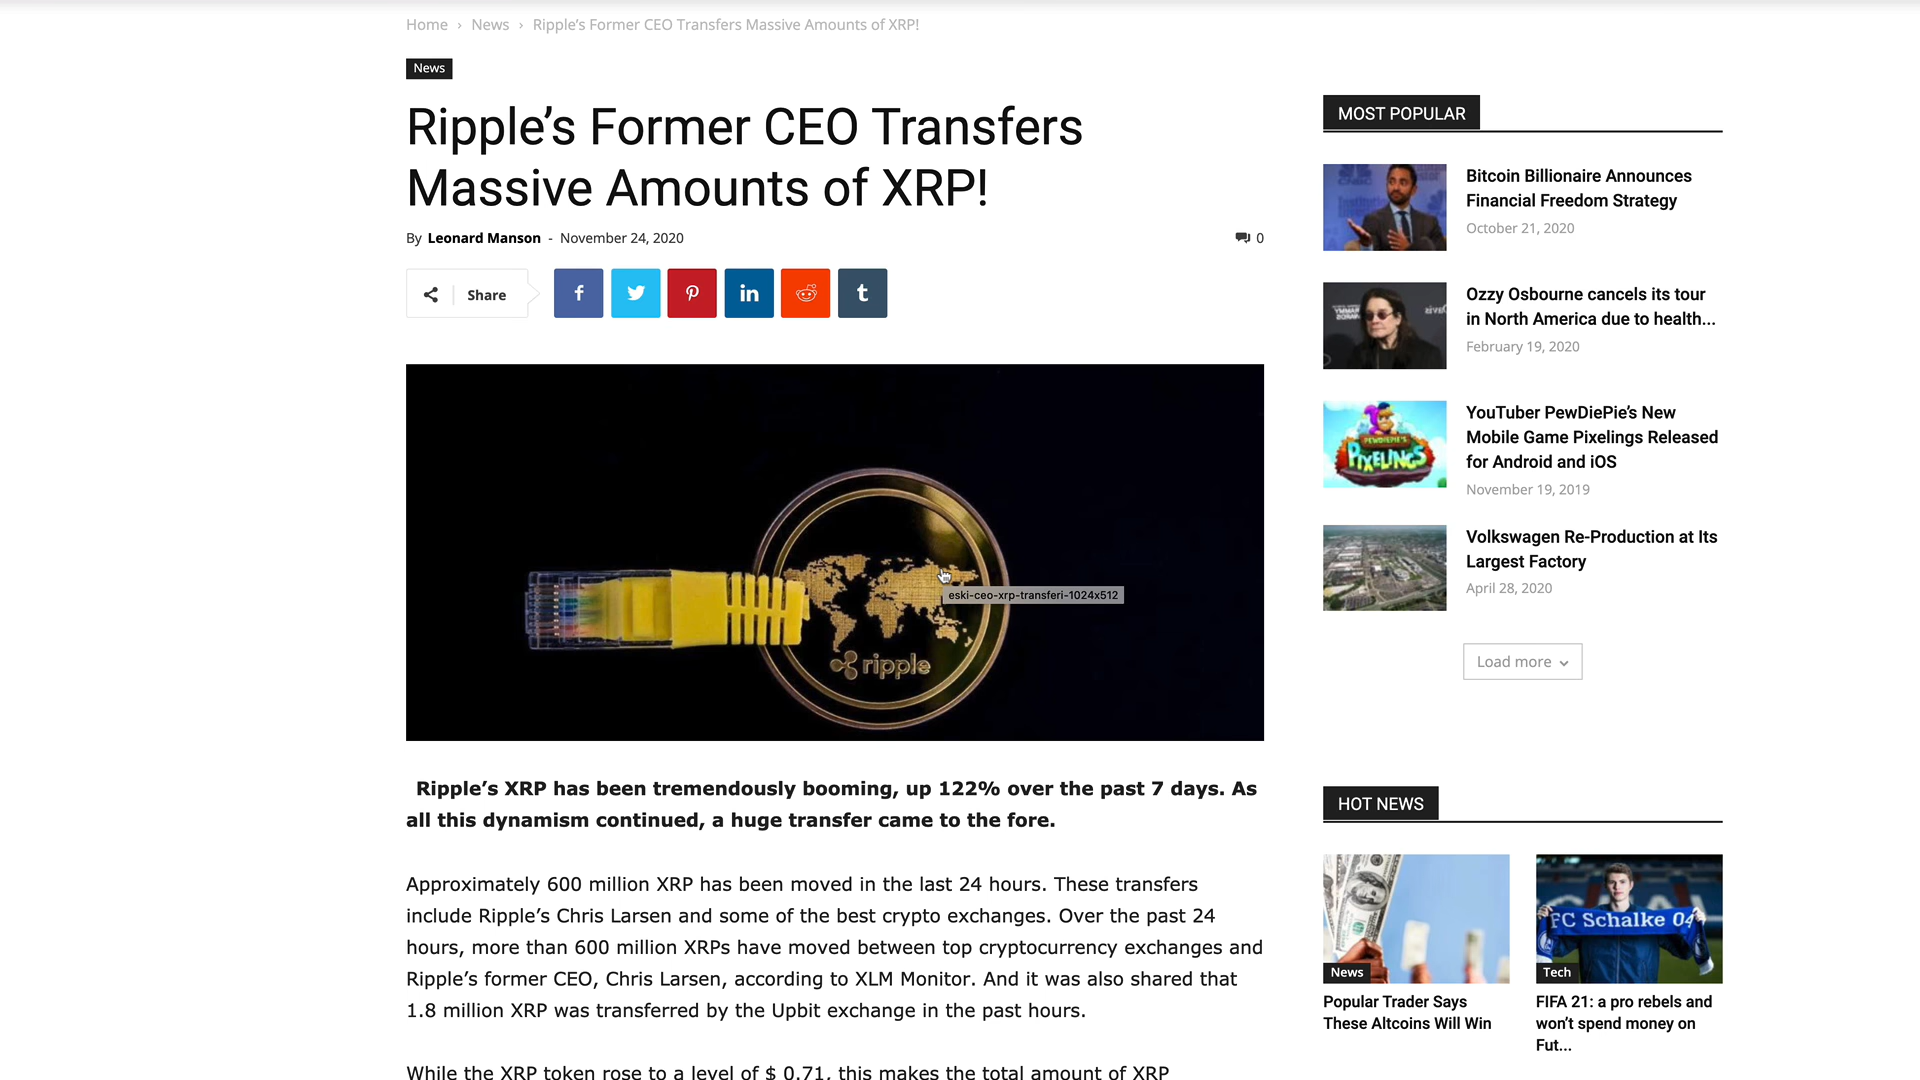 Home › News › Ripple’s Former CEO Transfers Massive Amounts of XRP!
News
Ripple’s Former CEO Transfers
Massive Amounts of XRP!
By Leonard Manson - November 24, 2020
0
Share
eski-ceo-xrp-transferi-1024x512
ripple
Ripple’s XRP has been tremendously booming, up 122% over the past 7 days. As
all this dynamism continued, a huge transfer came to the fore.
Approximately 600 million XRP has been moved in the last 24 hours. These transfers
include Ripple’s Chris Larsen and some of the best crypto exchanges. Over the past 24
hours, more than 600 million XRPs have moved between top cryptocurrency exchanges and
Ripple’s former CEO, Chris Larsen, according to XLM Monitor. And it was also shared that
1.8 million XRP was transferred by the Upbit exchange in the past hours.
While the XRP token rose to a level of $ 0.71, this makes the total amount of XRP
MOST POPULAR
Bitcoin Billionaire Announces
Financial Freedom Strategy
October 21, 2020
Ozzy Osbourne cancels its tour
in North America due to health...
February 19, 2020
PEWDIEPIE'S
PIXELINGS
YouTuber PewDiePie’s New
Mobile Game Pixelings Released
for Android and iOS
November 19, 2019
Volkswagen Re-Production at Its
Largest Factory
April 28, 2020
Load more
HOT NEWS
News
Popular Trader Says
These Altcoins Will Win
FC Schalke 04
Tech
FIFA 21: a pro rebels and
won’t spend money on
Fut...